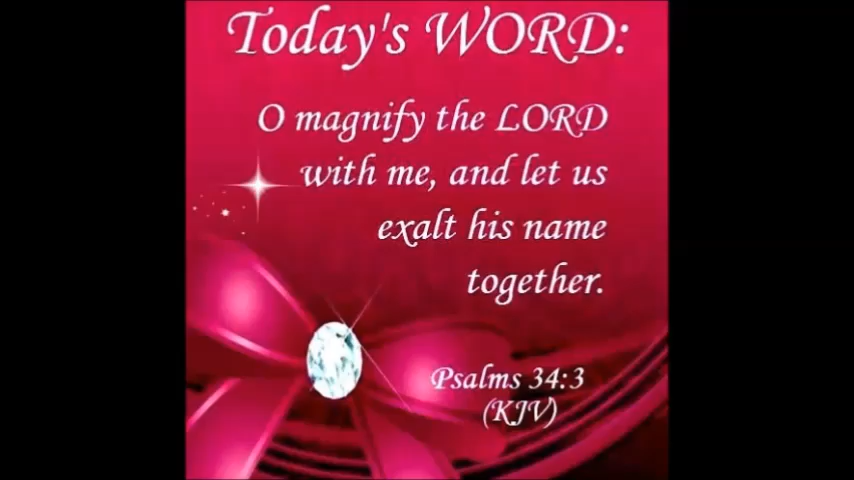 Today's WORD:
O magnify the LORD
with me, and let us
exalt his name
together.
Psalms 34:3
(KJV)